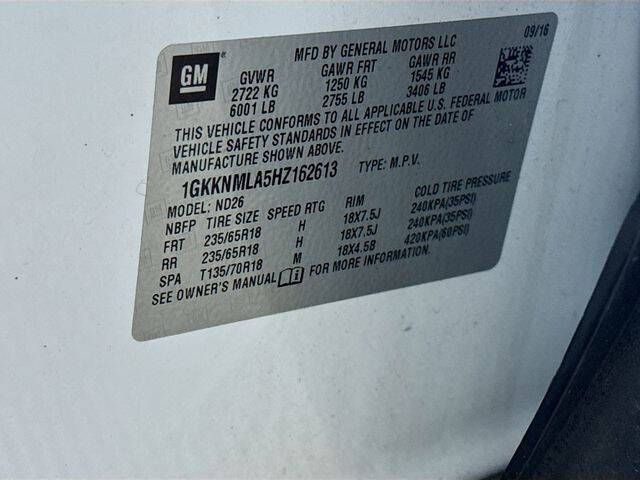 MFD BY GENERAL MOTORS LLC 09/16
GM
GVWR GAWR FRT GAWR RR
2722 KG 1250 KG 1545 KG
6001 LB 2755 LB 3406 LB
THIS VEHICLE CONFORMS TO ALL APPLICABLE U.S. FEDERAL MOTOR
VEHICLE SAFETY STANDARDS IN EFFECT ON THE DATE OF
MANUFACTURE SHOWN ABOVE.
1GKKNMLA5HZ162613 TYPE: M.P.V.
MODEL: ND26
NBFP TIRE SIZE SPEED RTG RIM COLD TIRE PRESSURE
FRT 235/65R18 H 18X7.5J 240KPA(35PSI)
RR 235/65R18 H 18X7.5J 240KPA(35PSI)
SPA T135/70R18 M 18X4.5B 420KPA(60PSI)
SEE OWNER'S MANUAL FOR MORE INFORMATION.